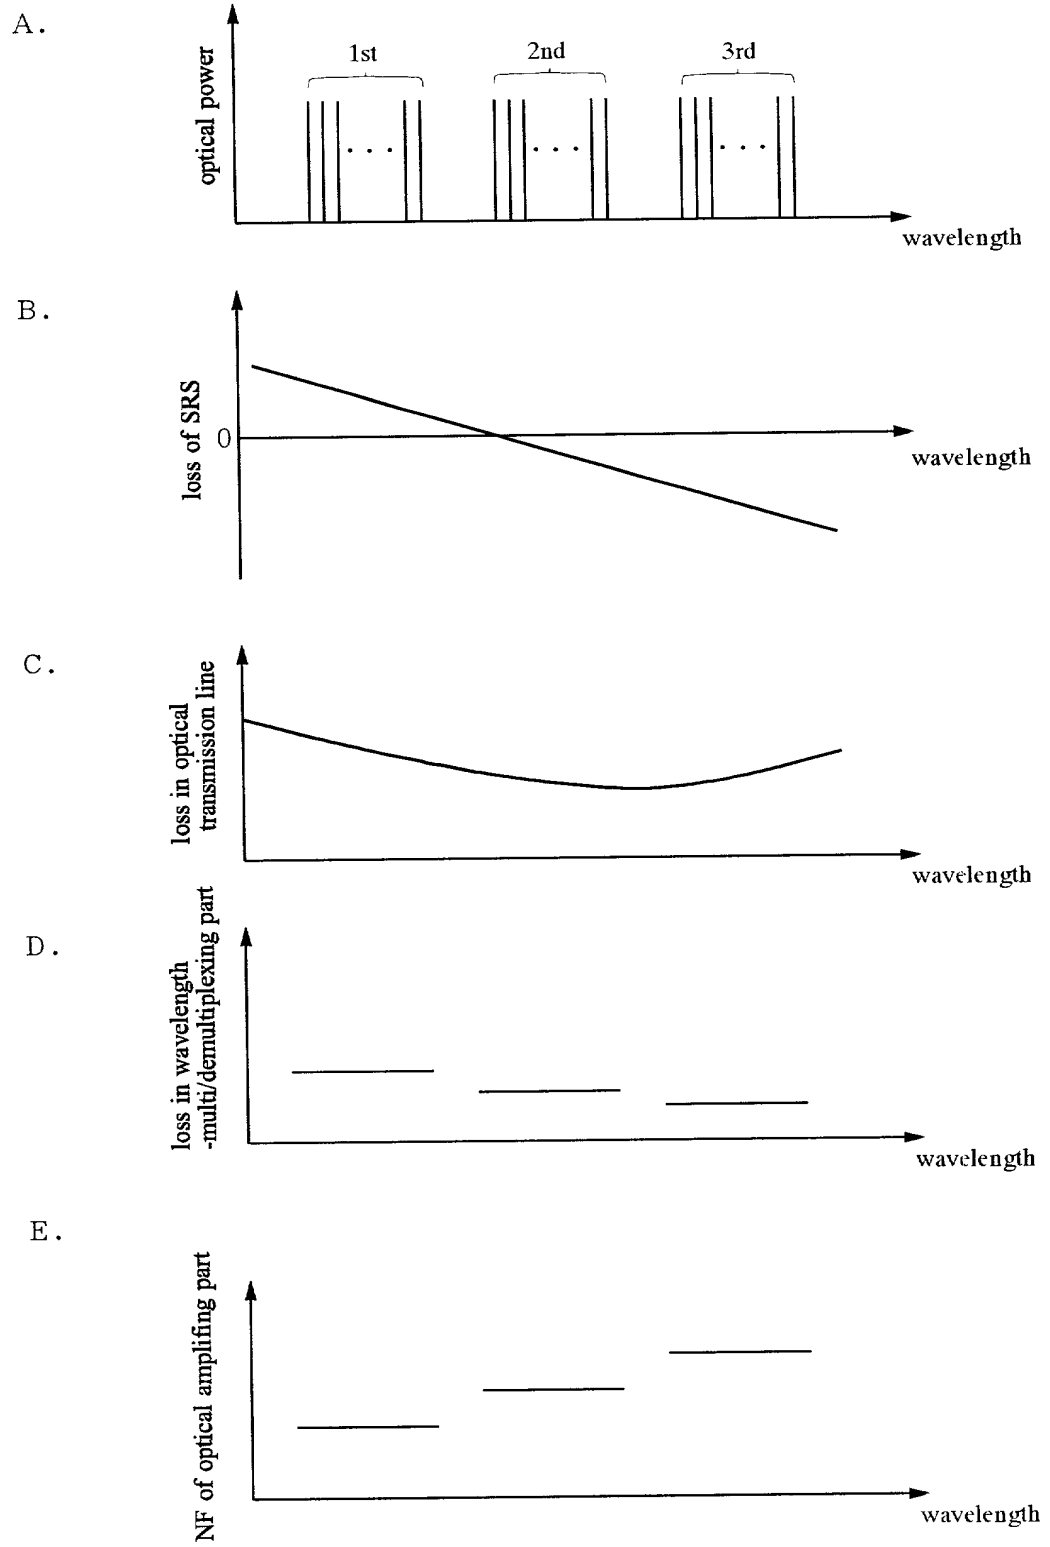 A.
optical power
1st
2nd
3rd
. . .
. . .
. . .
wavelength
B.
loss of SRS
0
wavelength
C.
loss in optical
transmission line
wavelength
D.
loss in wavelength
-multi/demultiplexing part
wavelength
E.
NF of optical amplifing part
wavelength